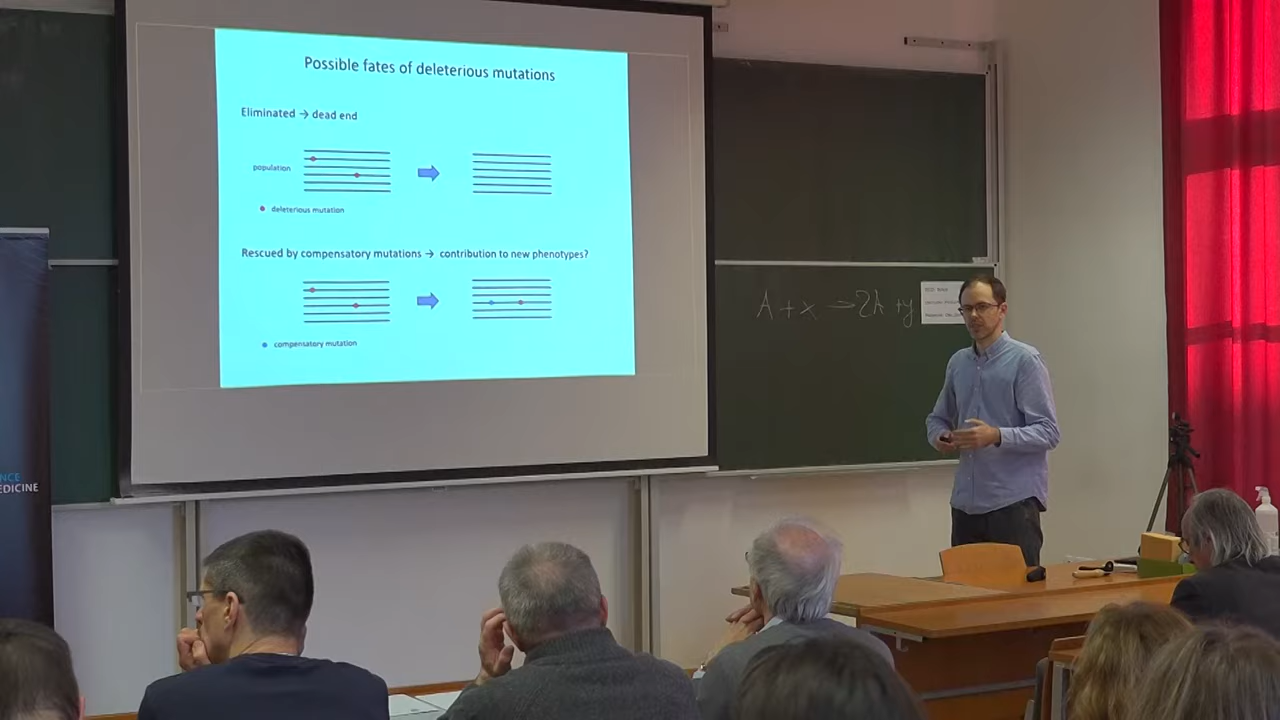 Possible fates of deleterious mutations
Eliminated → dead end
population
deleterious mutation
Rescued by compensatory mutations → contribution to new phenotypes?
compensatory mutation
A + x → 2A + y
NCE
EDICINE